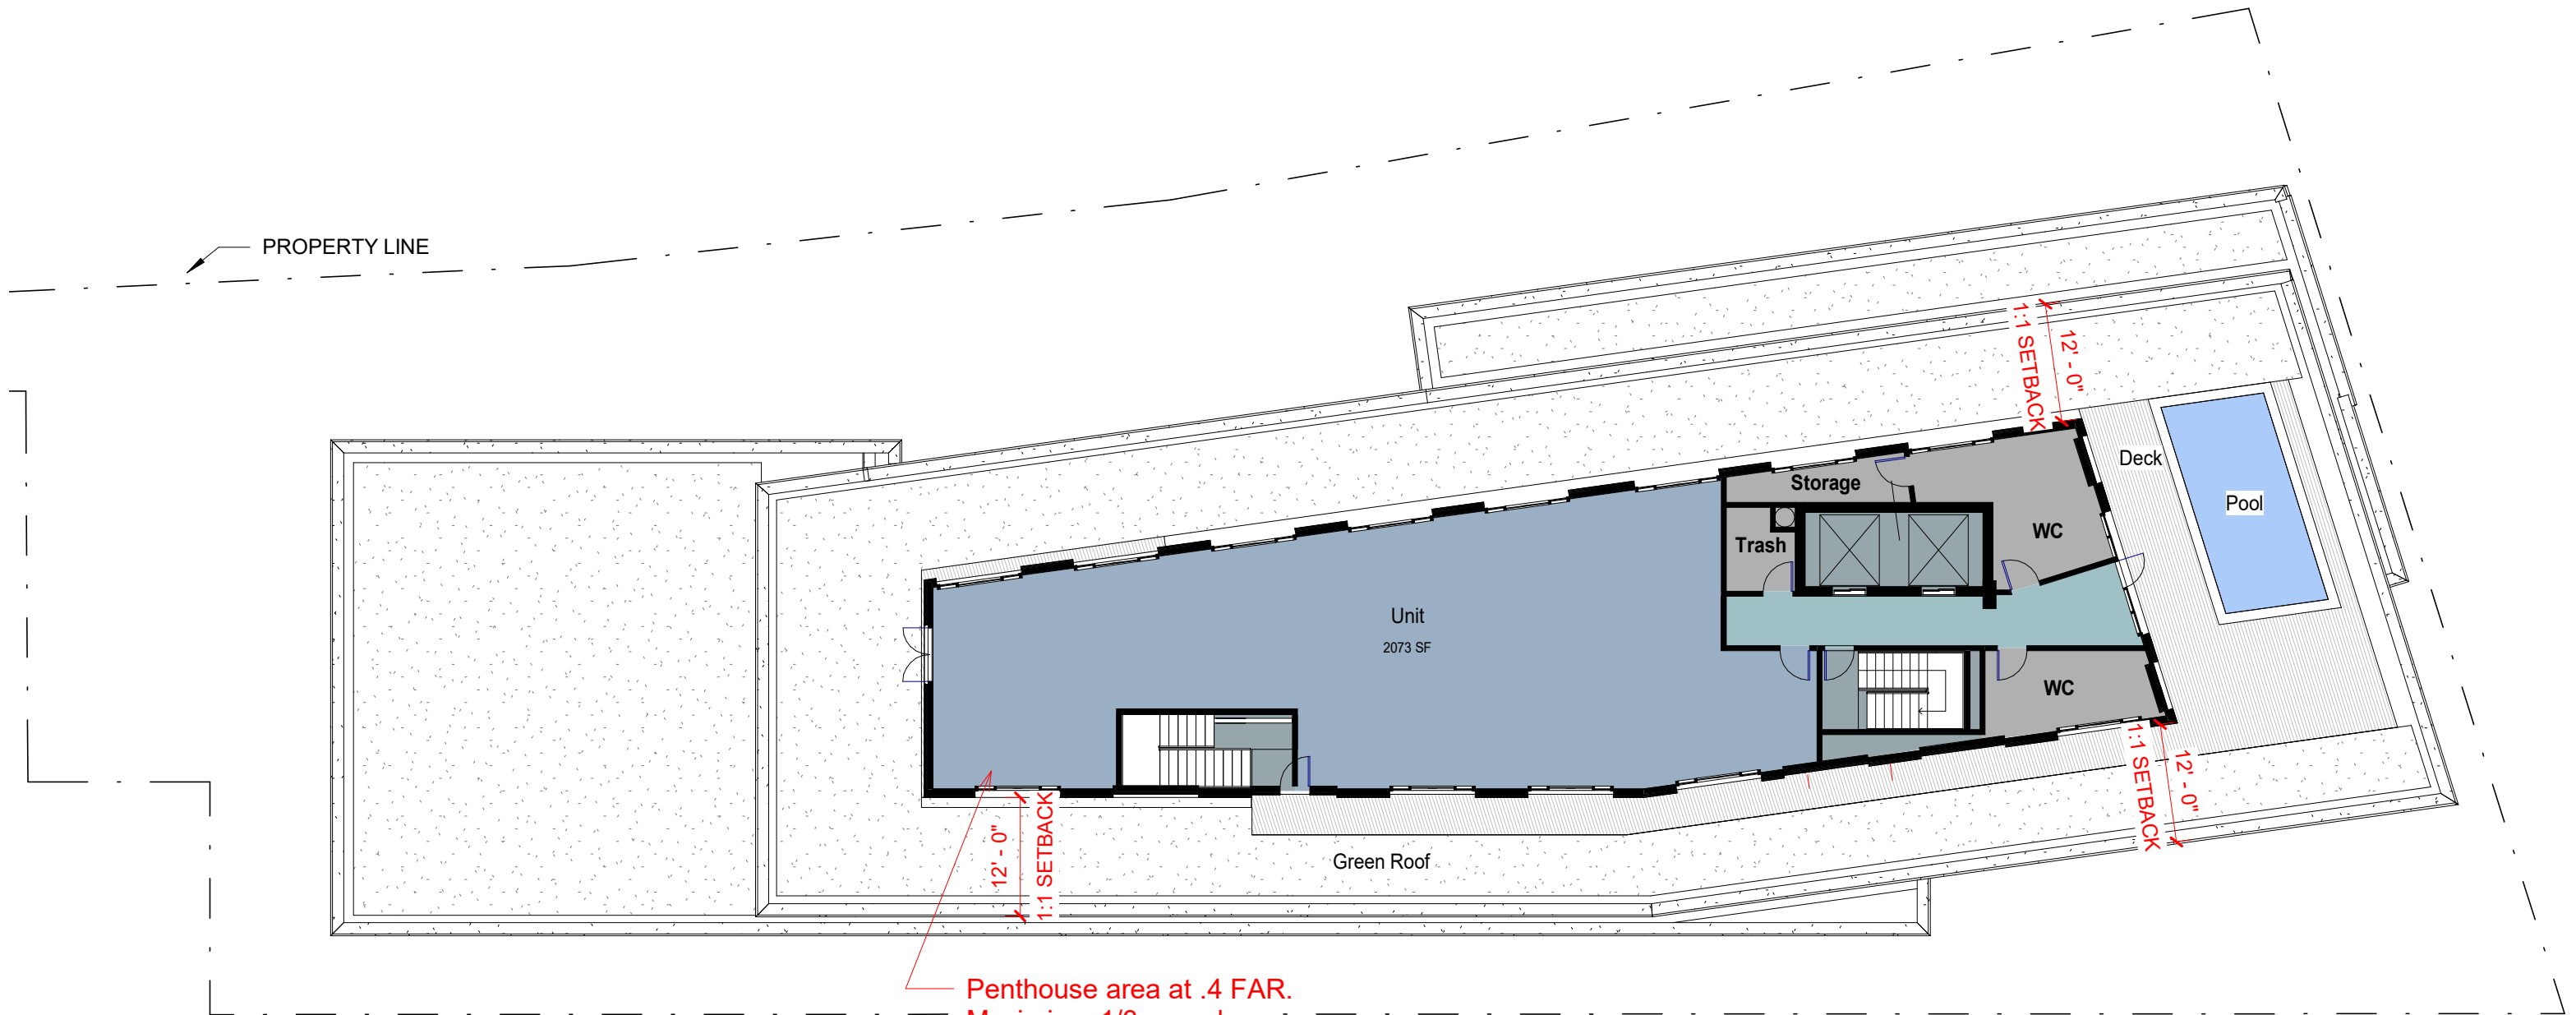 PROPERTY LINE
12' - 0"
1:1 SETBACK
Deck
Pool
Storage
WC
Trash
Unit
2073 SF
WC
12' - 0"
1:1 SETBACK
12' - 0"
1:1 SETBACK
Green Roof
Penthouse area at .4 FAR.